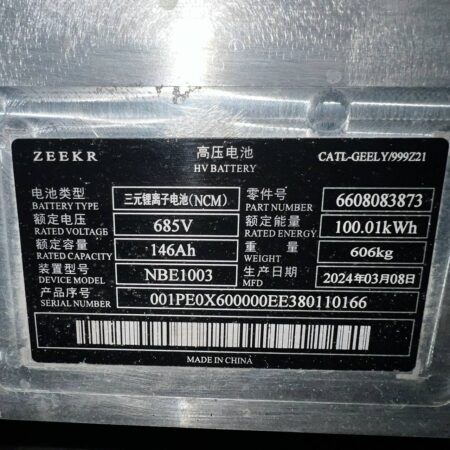 ZEEKR 高压电池 CATL-GEELY/999Z21
HV BATTERY
电池类型 三元锂离子电池(NCM) 零件号 6608083873
BATTERY TYPE PART NUMBER
额定电压 685V 额定能量 100.01kWh
RATED VOLTAGE RATED ENERGY
额定容量 146Ah 重量 606kg
RATED CAPACITY WEIGHT
装置型号 NBE1003 生产日期 2024年03月08日
DEVICE MODEL MFD
产品序号 001PE0X600000EE380110166
SERIAL NUMBER
MADE IN CHINA